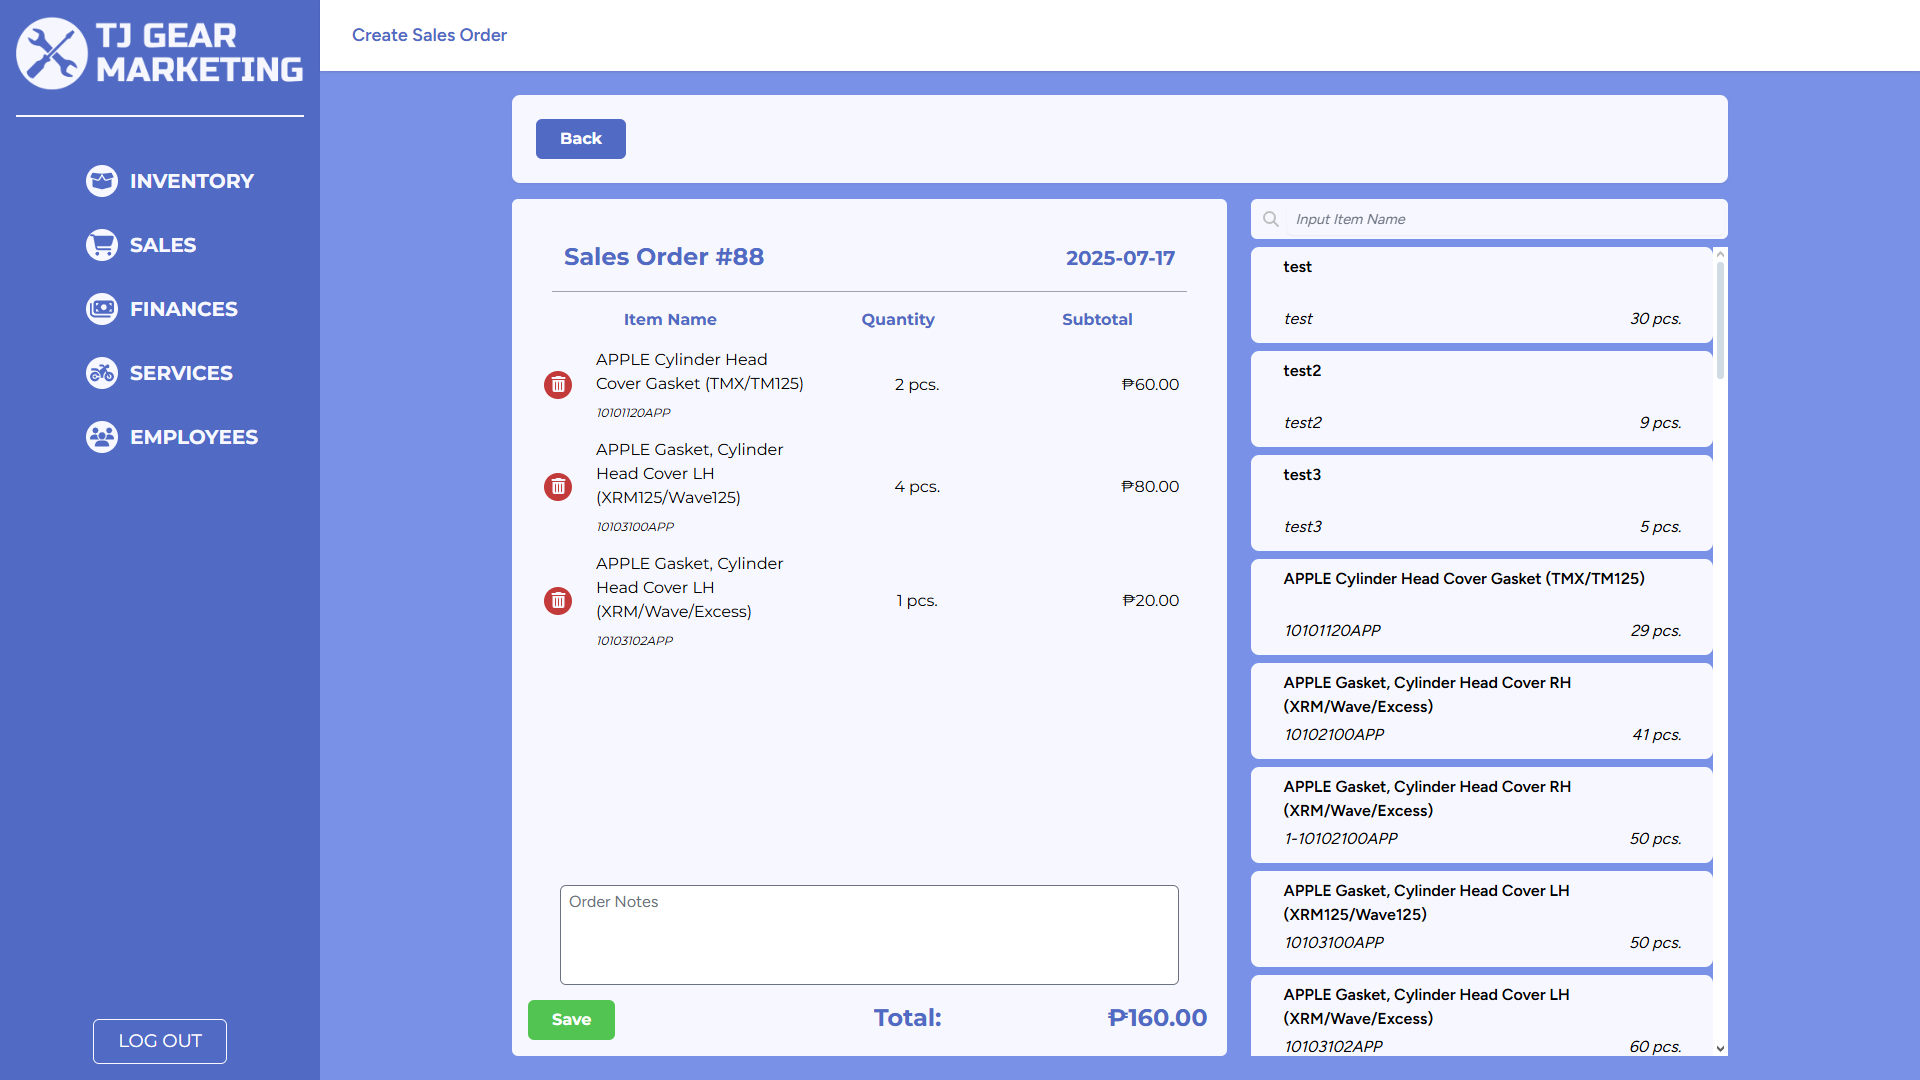 TJ GEAR
MARKETING
INVENTORY
SALES
FINANCES
SERVICES
EMPLOYEES
LOG OUT
Create Sales Order
Back
Sales Order #88 2025-07-17
Item Name Quantity Subtotal
APPLE Cylinder Head
Cover Gasket (TMX/TM125)
2 pcs. ₱60.00
10101120APP
APPLE Gasket, Cylinder
Head Cover LH
(XRM125/Wave125)
4 pcs. ₱80.00
10103100APP
APPLE Gasket, Cylinder
Head Cover LH
(XRM/Wave/Excess)
1 pcs. ₱20.00
10103102APP
Order Notes
Save Total: ₱160.00
Input Item Name
test
test 30 pcs.
test2
test2 9 pcs.
test3
test3 5 pcs.
APPLE Cylinder Head Cover Gasket (TMX/TM125)
10101120APP 29 pcs.
APPLE Gasket, Cylinder Head Cover RH
(XRM/Wave/Excess)
10102100APP 41 pcs.
APPLE Gasket, Cylinder Head Cover RH
(XRM/Wave/Excess)
1-10102100APP 50 pcs.
APPLE Gasket, Cylinder Head Cover LH
(XRM125/Wave125)
10103100APP 50 pcs.
APPLE Gasket, Cylinder Head Cover LH
(XRM/Wave/Excess)
10103102APP 60 pcs.